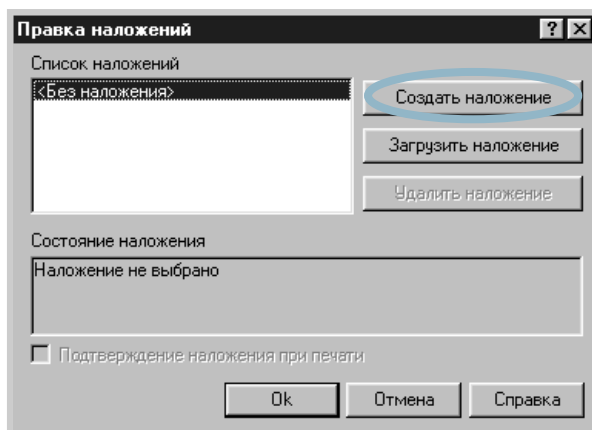 Правка наложений
Список наложений
<Без наложения>
Создать наложение
Загрузить наложение
Удалить наложение
Состояние наложения
Наложение не выбрано
Подтверждение наложения при печати
Ok
Отмена
Справка